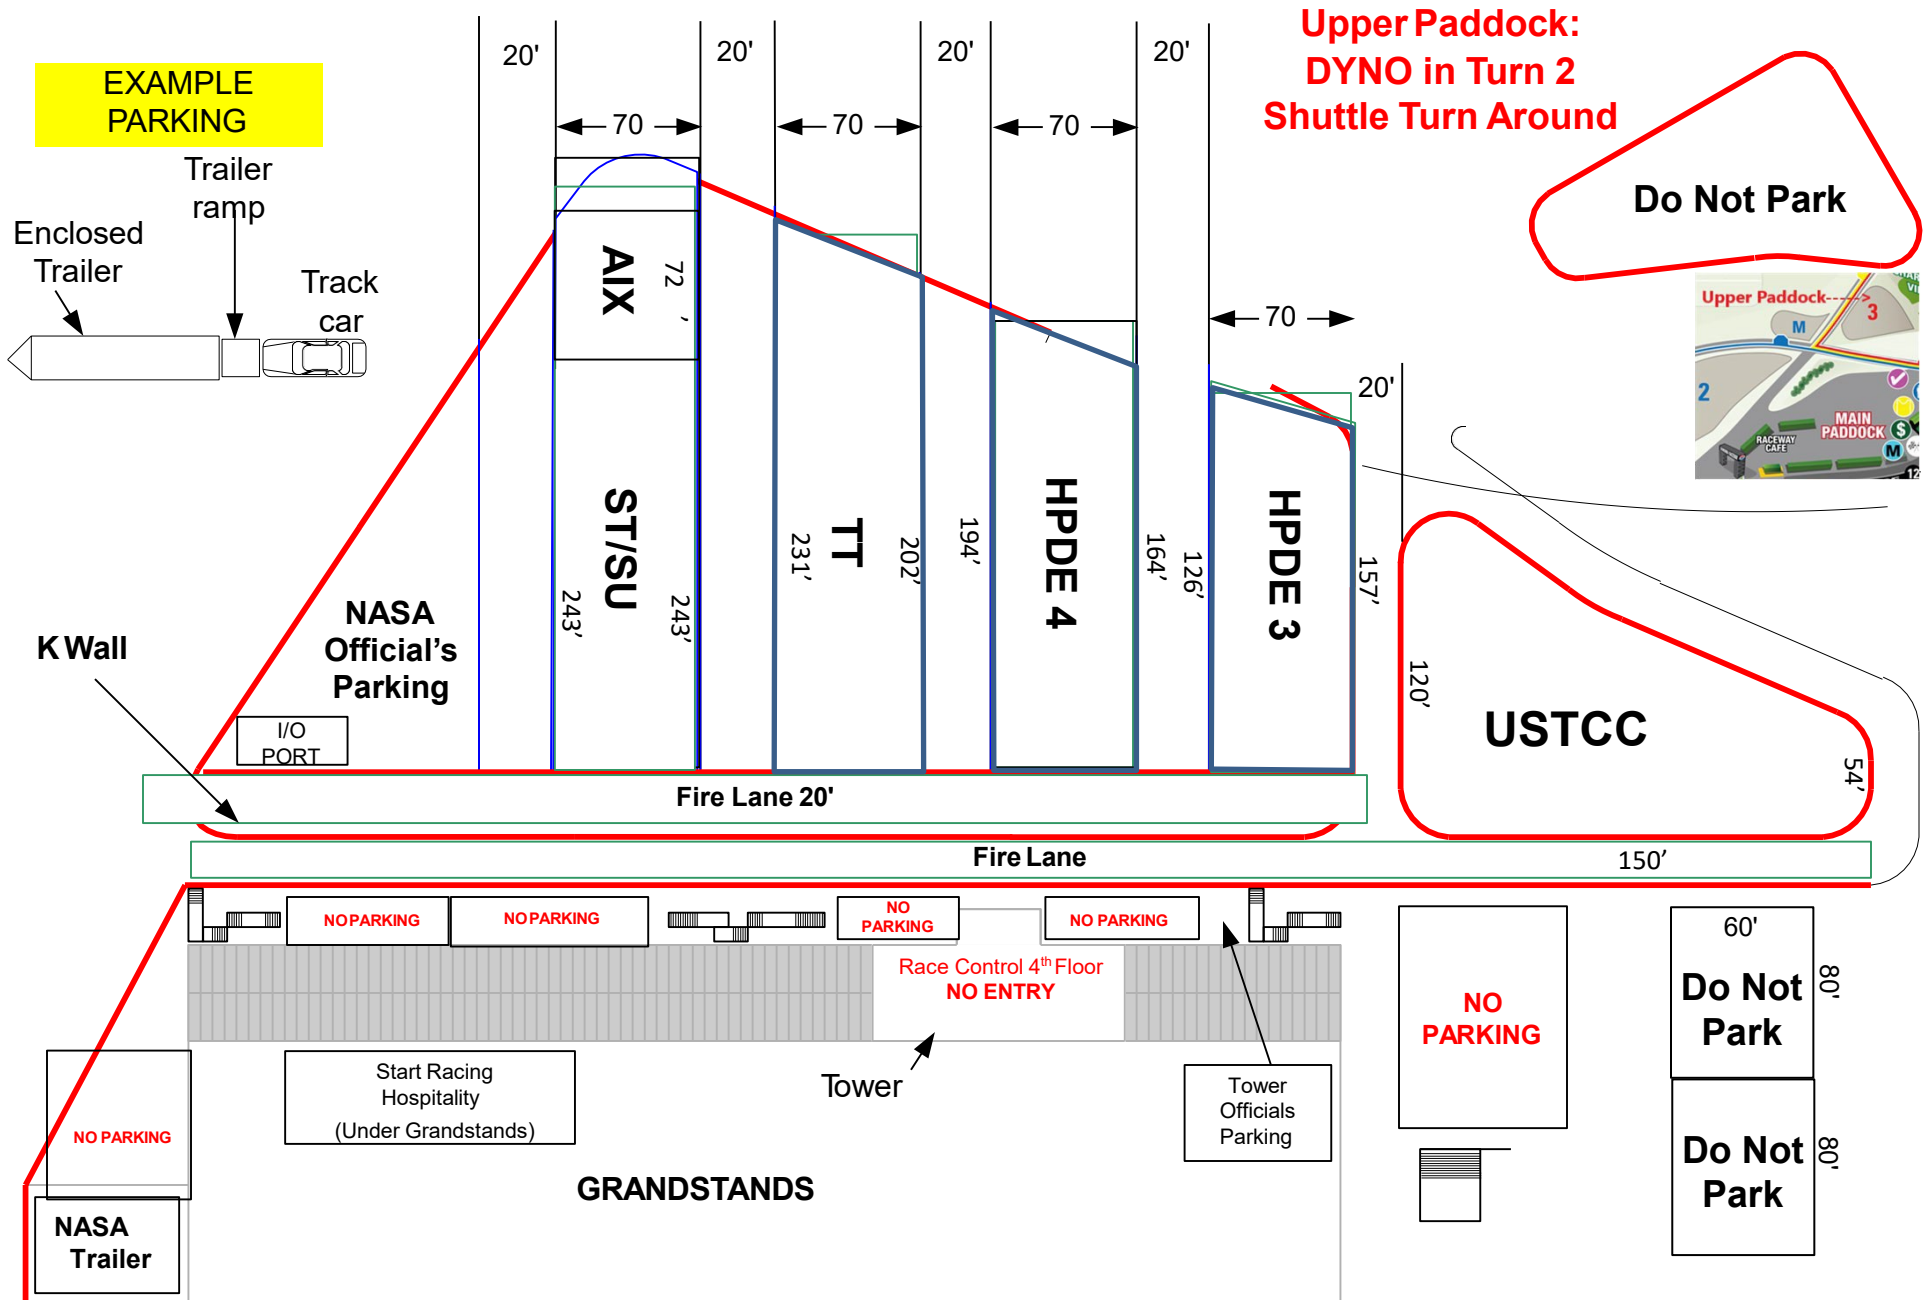 20'
20'
20'
20'
Upper Paddock:
DYNO in Turn 2
Shuttle Turn Around
EXAMPLE
PARKING
Trailer
ramp
Enclosed
Trailer
Track
car
70
70
70
70
20'
Do Not Park
Upper Paddock----->
3
M
2
MAIN
PADDOCK
RACEWAY
CAFE
$
M
AIX
72 ’
ST/SU
243’
243’
TT
231’
202’
HPDE 4
194’
164’
HPDE 3
126’
157’
NASA
Official’s
Parking
K Wall
I/O
PORT
USTCC
120’
54’
Fire Lane 20'
Fire Lane
150’
NO PARKING
NO PARKING
NO
PARKING
NO PARKING
Race Control 4th Floor
NO ENTRY
NO
PARKING
60'
Do Not
Park
80'
Do Not
Park
80'
Start Racing
Hospitality
(Under Grandstands)
Tower
Tower
Officials
Parking
NO PARKING
GRANDSTANDS
NASA
Trailer